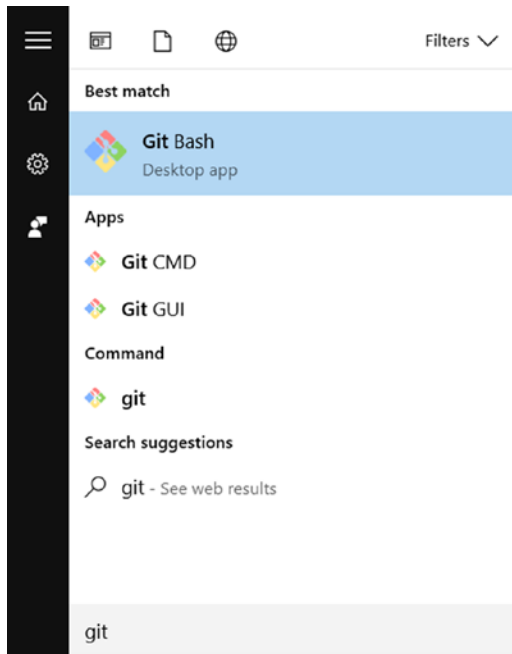 Filters
Best match
Git Bash
Desktop app
Apps
Git CMD
Git GUI
Command
git
Search suggestions
git - See web results
git